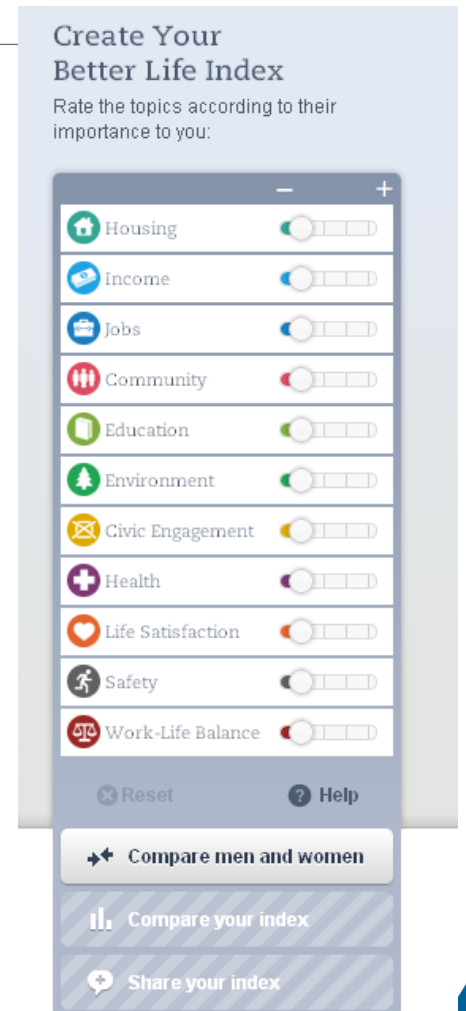 Create Your
Better Life Index
Rate the topics according to their
importance to you:
− +
Housing
Income
Jobs
Community
Education
Environment
Civic Engagement
Health
Life Satisfaction
Safety
Work-Life Balance
Reset ? Help
Compare men and women
Compare your index
Share your index